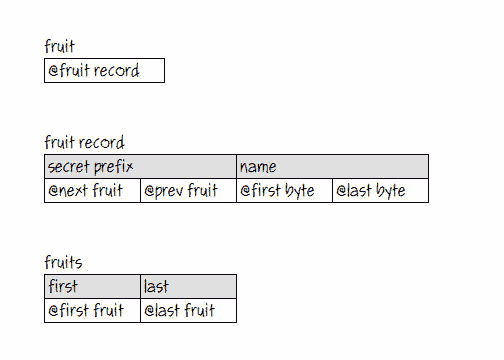 fruit
@fruit record
fruit record
secret prefix name
@next fruit @prev fruit @first byte @last byte
fruits
first last
@first fruit @last fruit